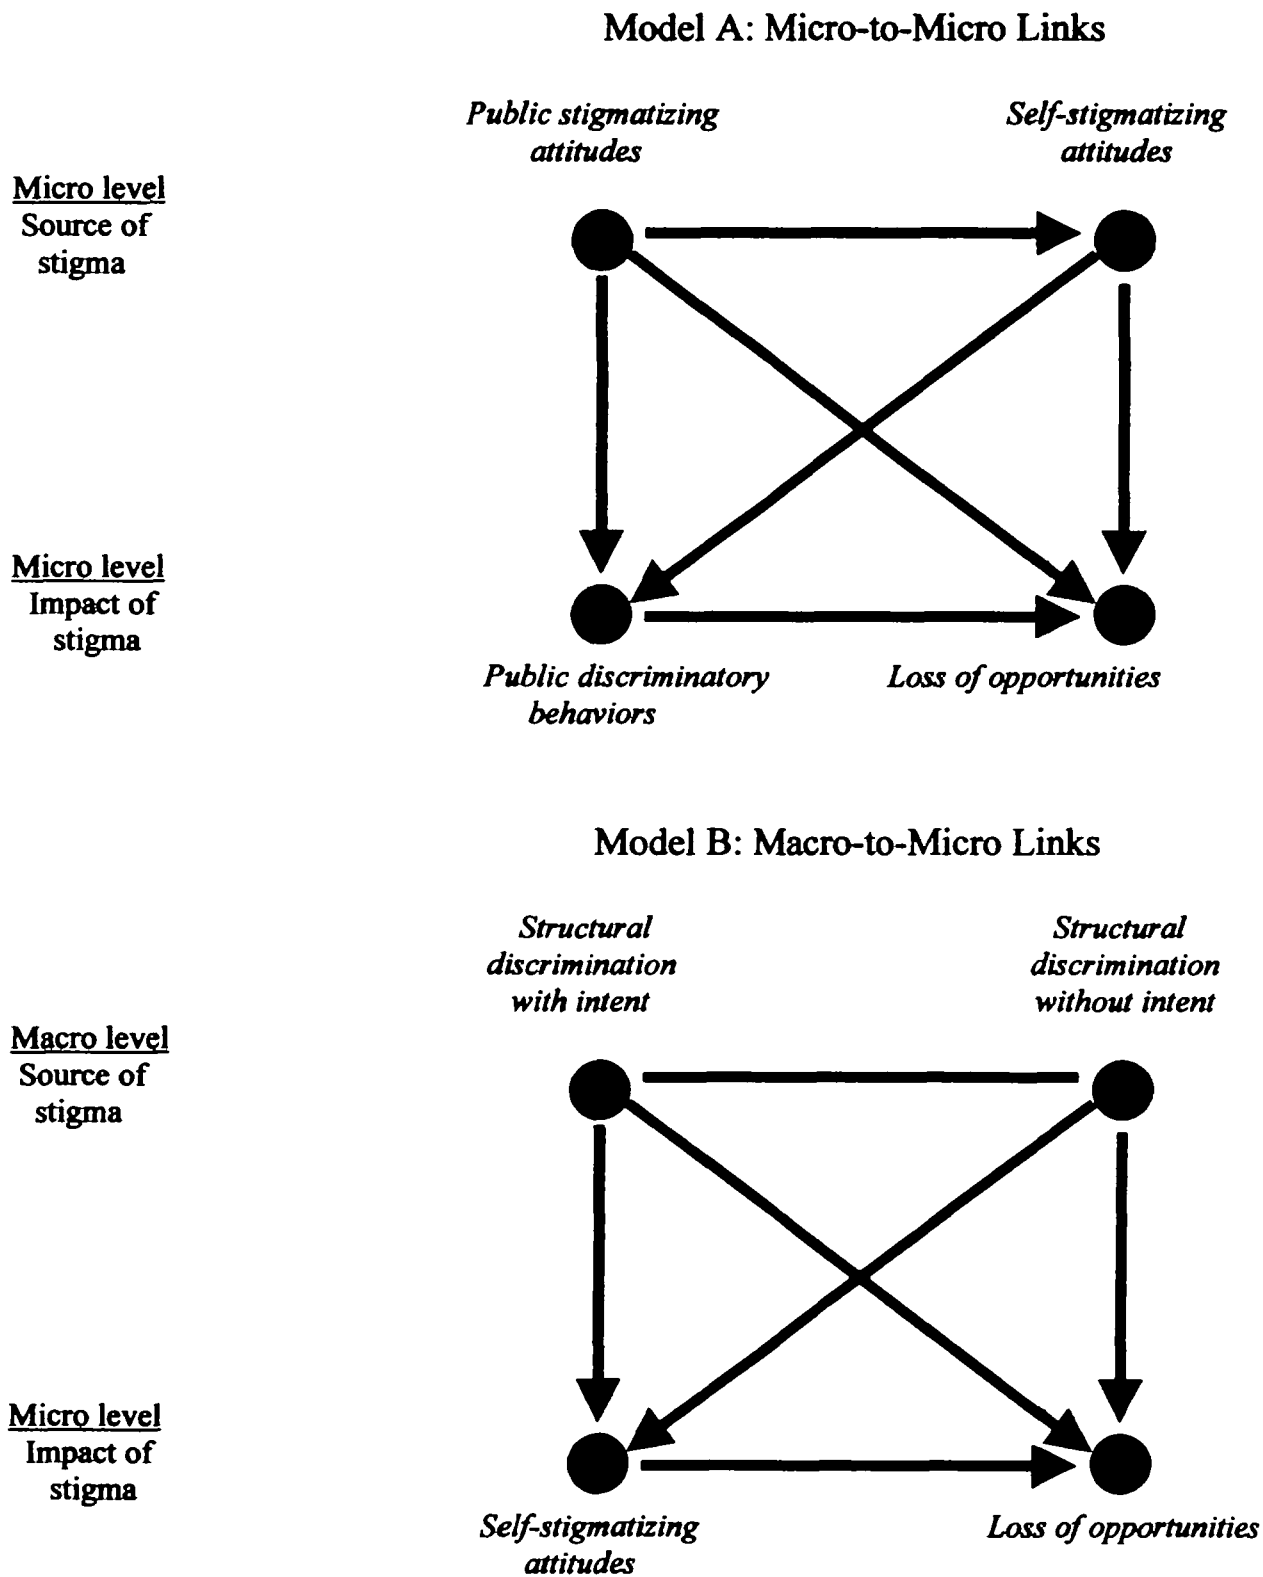 Model A: Micro-to-Micro Links
Public stigmatizing
attitudes
Self-stigmatizing
attitudes
Micro level
Source of
stigma
Micro level
Impact of
stigma
Public discriminatory
behaviors
Loss of opportunities
Model B: Macro-to-Micro Links
Structural
discrimination
with intent
Structural
discrimination
without intent
Macro level
Source of
stigma
Micro level
Impact of
stigma
Self-stigmatizing
attitudes
Loss of opportunities